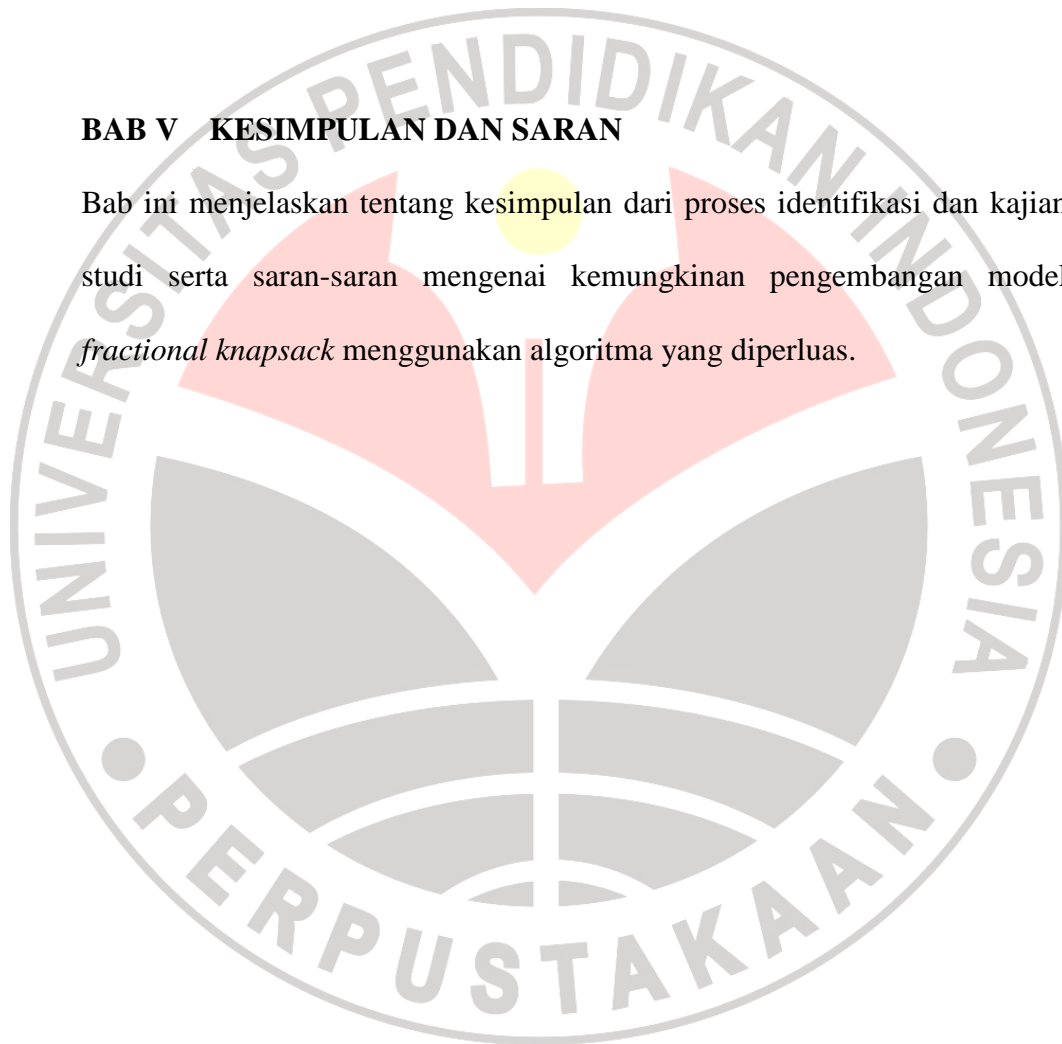 BAB V KESIMPULAN DAN SARAN
Bab ini menjelaskan tentang kesimpulan dari proses identifikasi dan kajian
studi serta saran-saran mengenai kemungkinan pengembangan model
fractional knapsack menggunakan algoritma yang diperluas.
UNIVERSITAS PENDIDIKAN INDONESIA
PERPUSTAKAAN